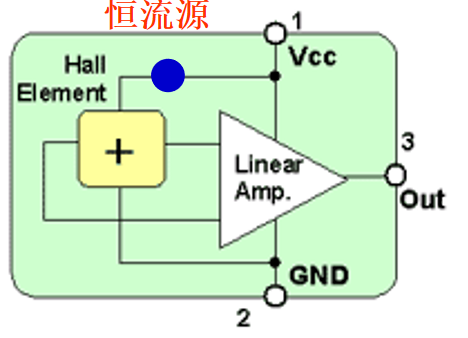 恒流源
1
Vcc
Hall
Element
+
Linear
Amp.
3
Out
GND
2